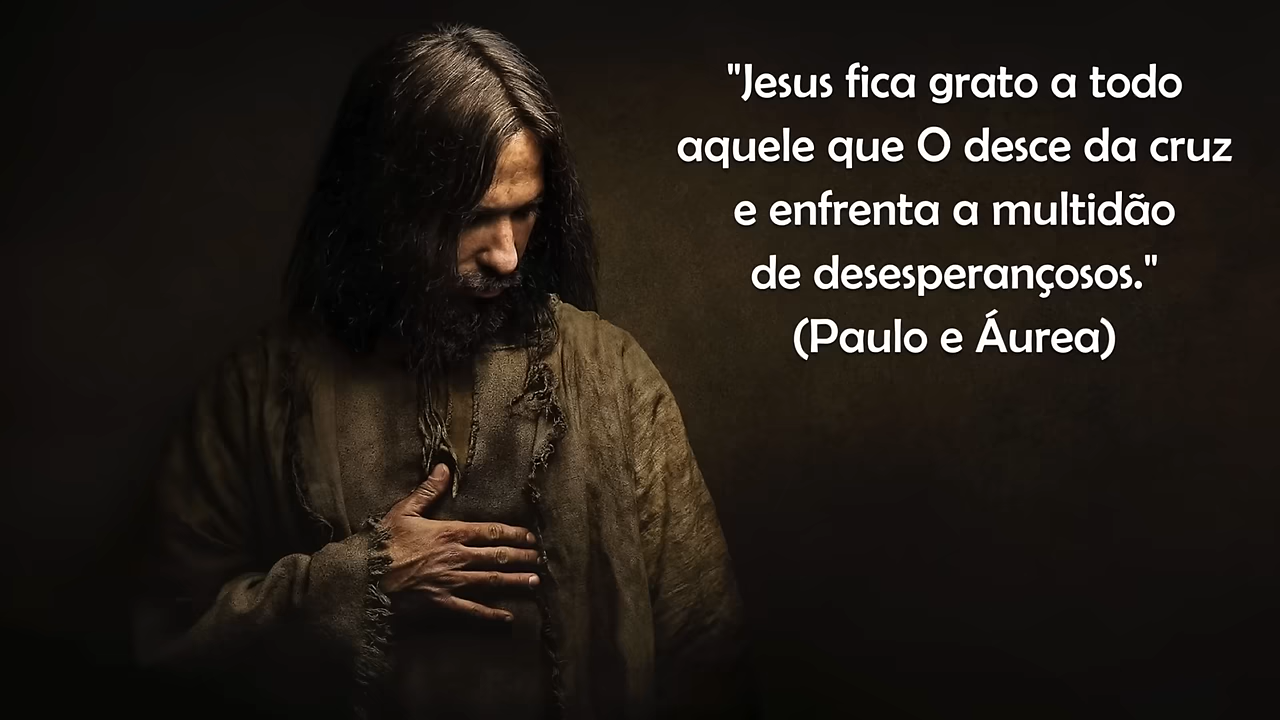 "Jesus fica grato a todo
aquele que O desce da cruz
e enfrenta a multidão
de desesperançosos."
(Paulo e Áurea)